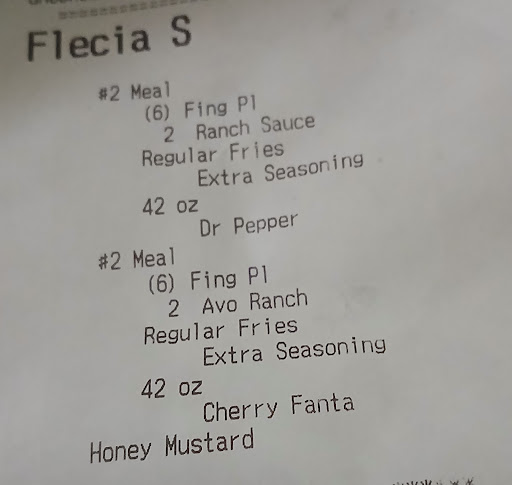 Flecia S
#2 Meal
(6) Fing Pl
2 Ranch Sauce
Regular Fries
Extra Seasoning
42 oz
Dr Pepper
#2 Meal
(6) Fing Pl
2 Avo Ranch
Regular Fries
Extra Seasoning
42 oz
Cherry Fanta
Honey Mustard